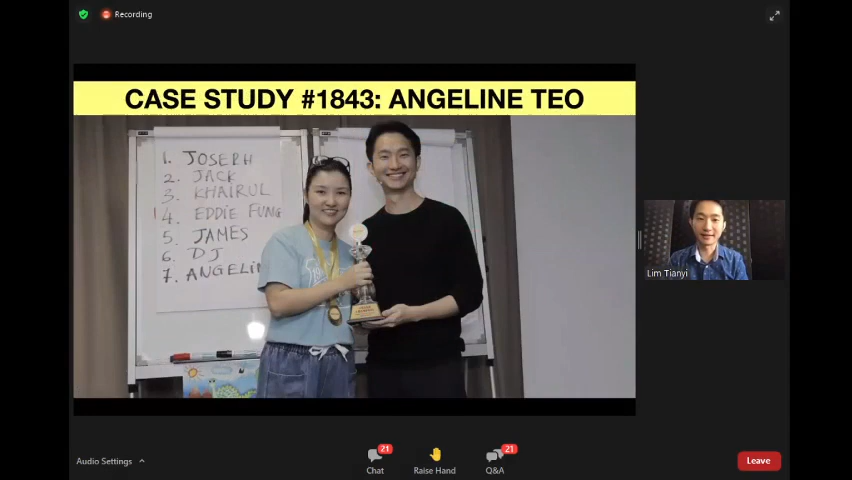 Recording
CASE STUDY #1843: ANGELINE TEO
1. JOSEPH
2. JACK
3. KHAIRUL
4. EDDIE FUNG
5. JAMES
6. DJ
7. ANGELIN
Lim Tianyi
Audio Settings
21
Chat
Raise Hand
21
Q&A
Leave